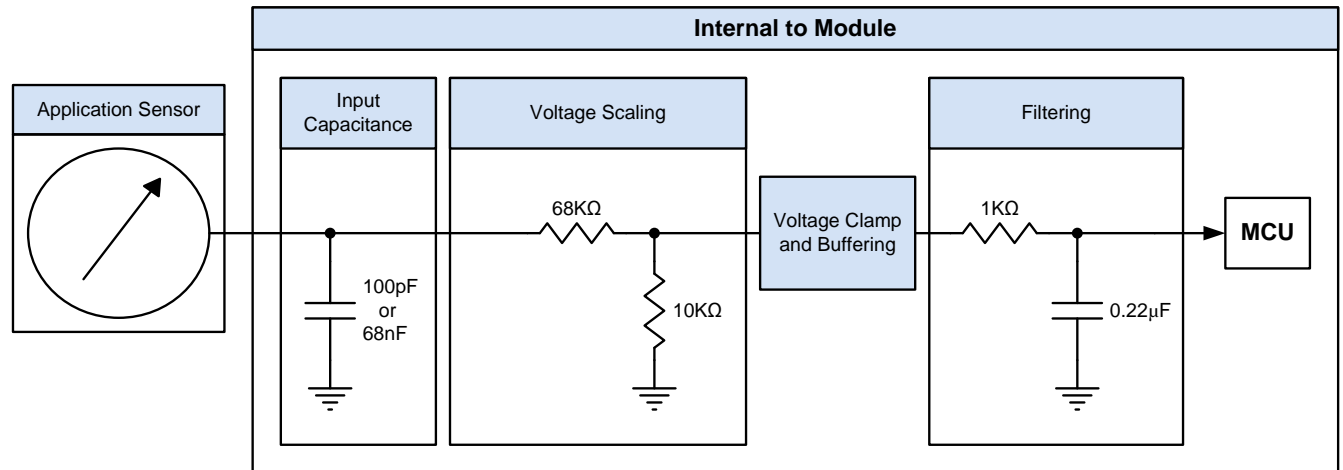 Internal to Module
Application Sensor
Input
Capacitance
Voltage Scaling
Filtering
68KΩ
1KΩ
Voltage Clamp
and Buffering
MCU
100pF
or
68nF
10KΩ
0.22µF